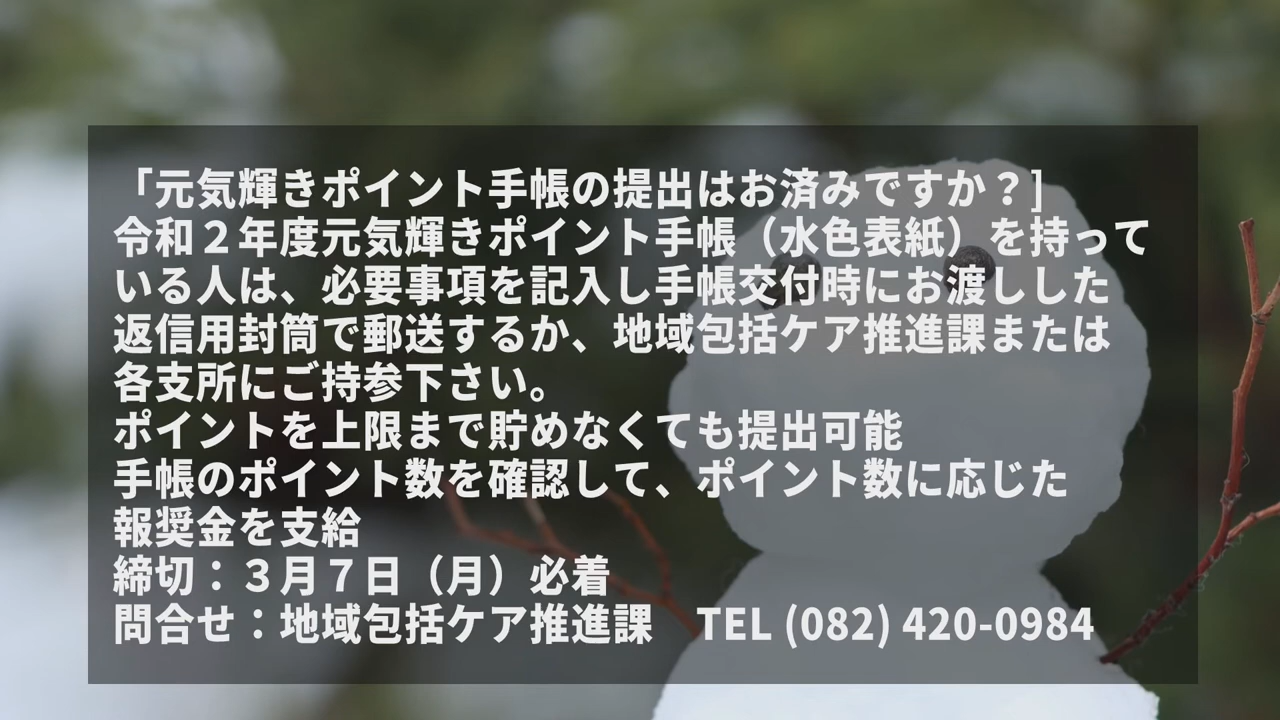 「元気輝きポイント手帳の提出はお済みですか？]
令和２年度元気輝きポイント手帳（水色表紙）を持って
いる人は、必要事項を記入し手帳交付時にお渡しした
返信用封筒で郵送するか、地域包括ケア推進課または
各支所にご持参下さい。
ポイントを上限まで貯めなくても提出可能
手帳のポイント数を確認して、ポイント数に応じた
報奨金を支給
締切：３月７日（月）必着
問合せ：地域包括ケア推進課　TEL (082) 420-0984